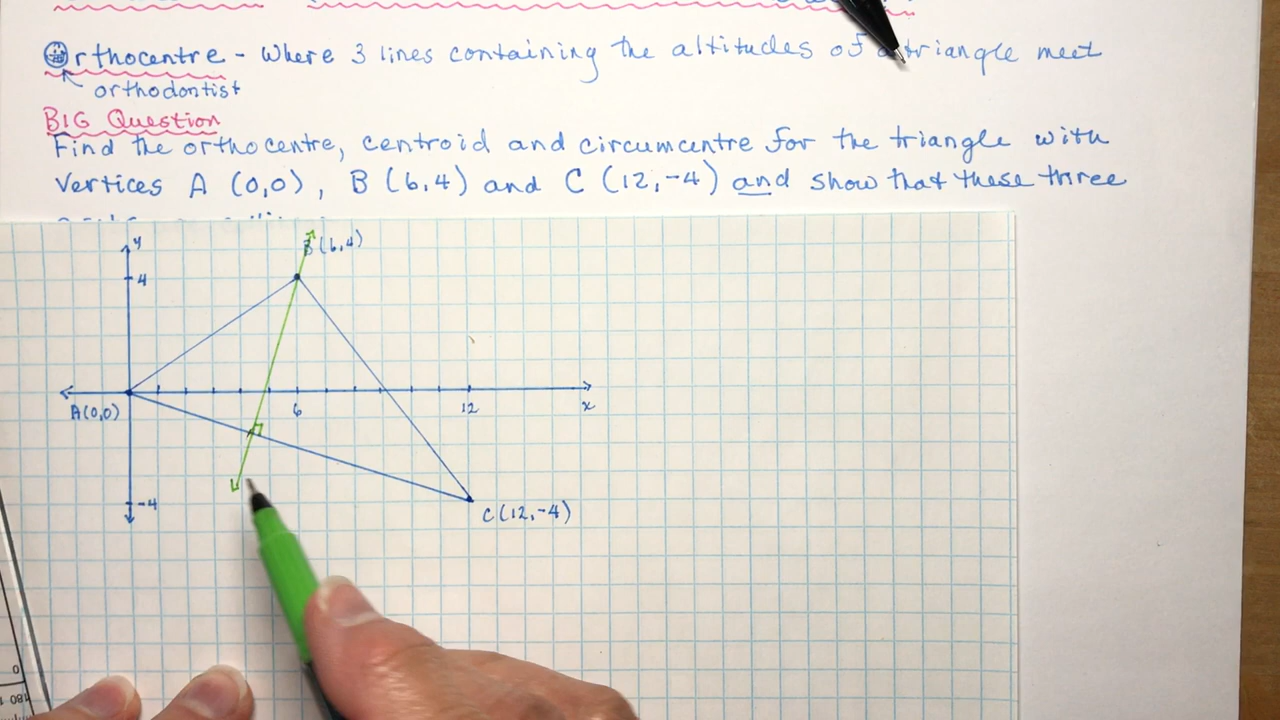 Orthocentre - Where 3 lines containing the altitudes of a triangle meet
orthodontist
BIG Question
Find the orthocentre, centroid and circumcentre for the triangle with
vertices A (0,0), B (6,4) and C (12,-4) and show that these three
y
B(6,4)
4
A(0,0)
6
12
x
-4
C(12,-4)
0
180